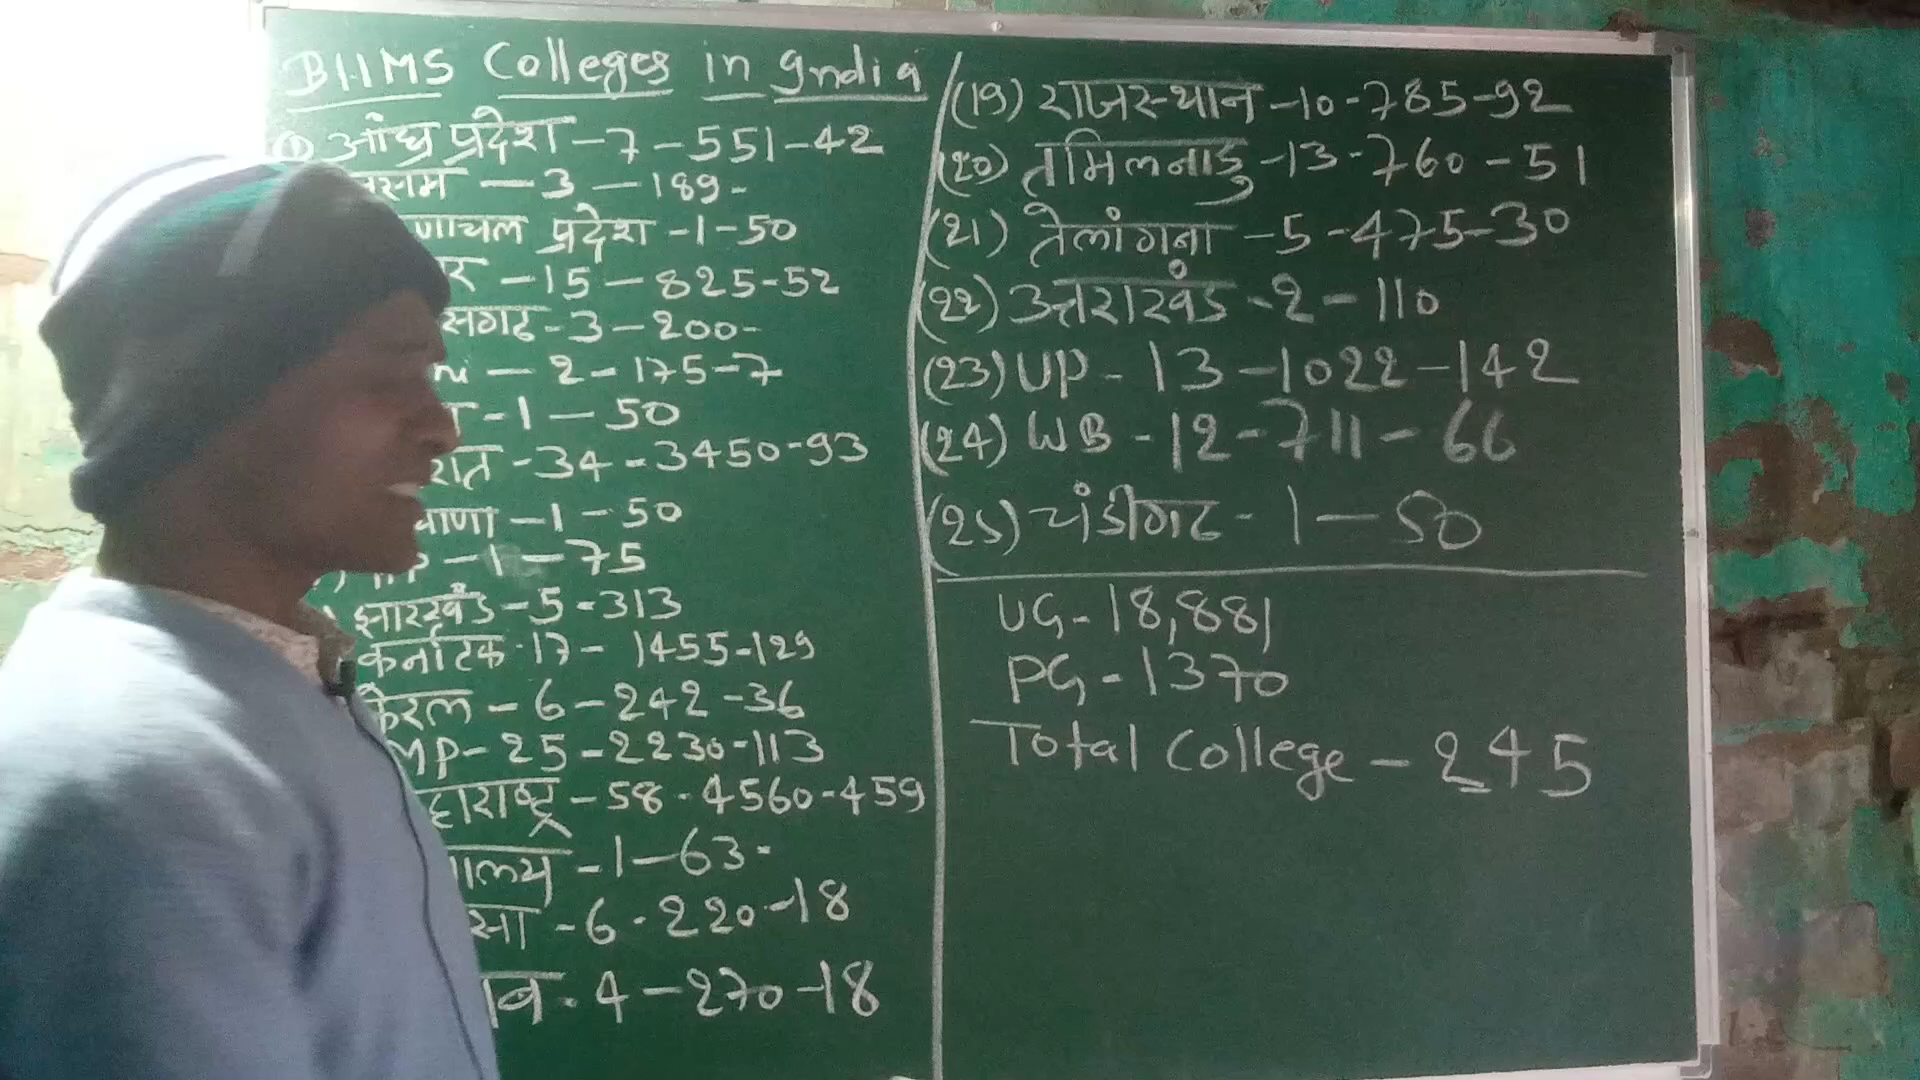 BHMS Colleges in India
① आंध्र प्रदेश - 7 - 551 - 42
- 3 - 189 -
प्रदेश - 1 - 50
- 15 - 825 - 52
- 3 - 200 -
- 2 - 175 - 7
- 1 - 50
- 34 - 3450 - 93
- 1 - 50
- 1 - 75
झारखंड - 5 - 313
कर्नाटक - 17 - 1455 - 129
केरल - 6 - 242 - 36
MP - 25 - 2230 - 113
- 58 - 4560 - 459
- 1 - 63 -
- 6 - 220 - 18
- 4 - 270 - 18
(19) राजस्थान - 10 - 785 - 92
(20) तमिलनाडु - 13 - 760 - 51
(21) तेलांगना - 5 - 475 - 30
(22) उत्तराखंड - 2 - 110
(23) UP - 13 - 1022 - 142
(24) WB - 12 - 711 - 66
(25) चंडीगढ - 1 - 50
UG - 18,881
PG - 1370
Total College - 245